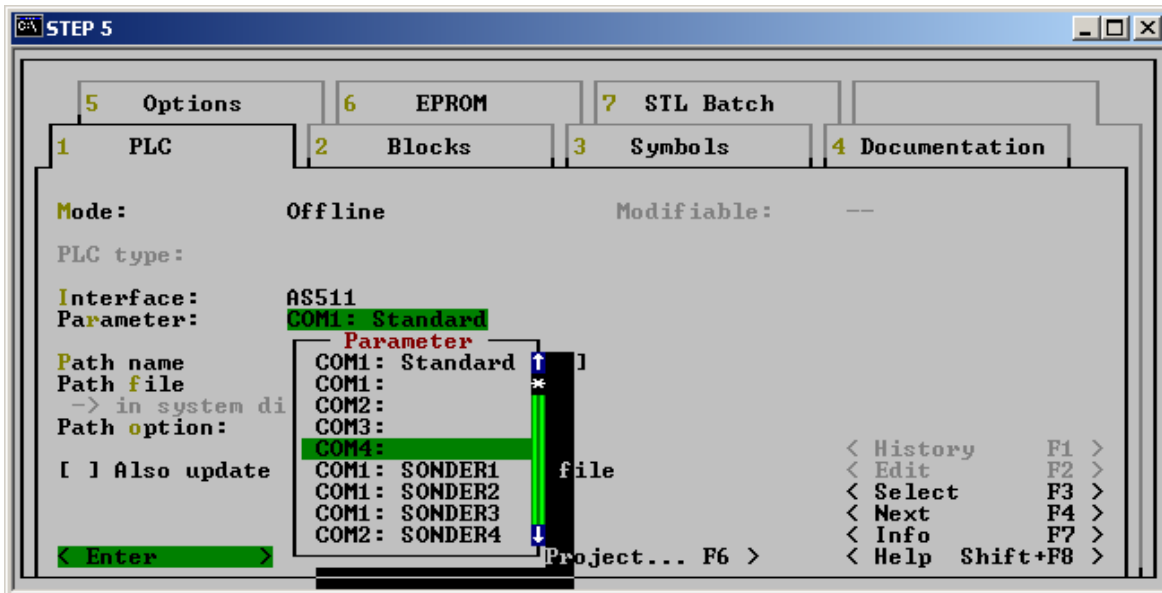 STEP 5
5 Options 6 EPROM 7 STL Batch
1 PLC 2 Blocks 3 Symbols 4 Documentation
Mode: Offline Modifiable: --
PLC type:
Interface: AS511
Parameter: COM1: Standard
Parameter
Path name COM1: Standard ↑ ]
Path file COM1: *
-> in system di COM2:
Path option: COM3:
COM4: < History F1 >
[ ] Also update COM1: SONDER1 file < Edit F2 >
COM1: SONDER2 < Select F3 >
COM1: SONDER3 < Next F4 >
COM2: SONDER4 ↓ < Info F7 >
< Enter > Project... F6 > < Help Shift+F8 >